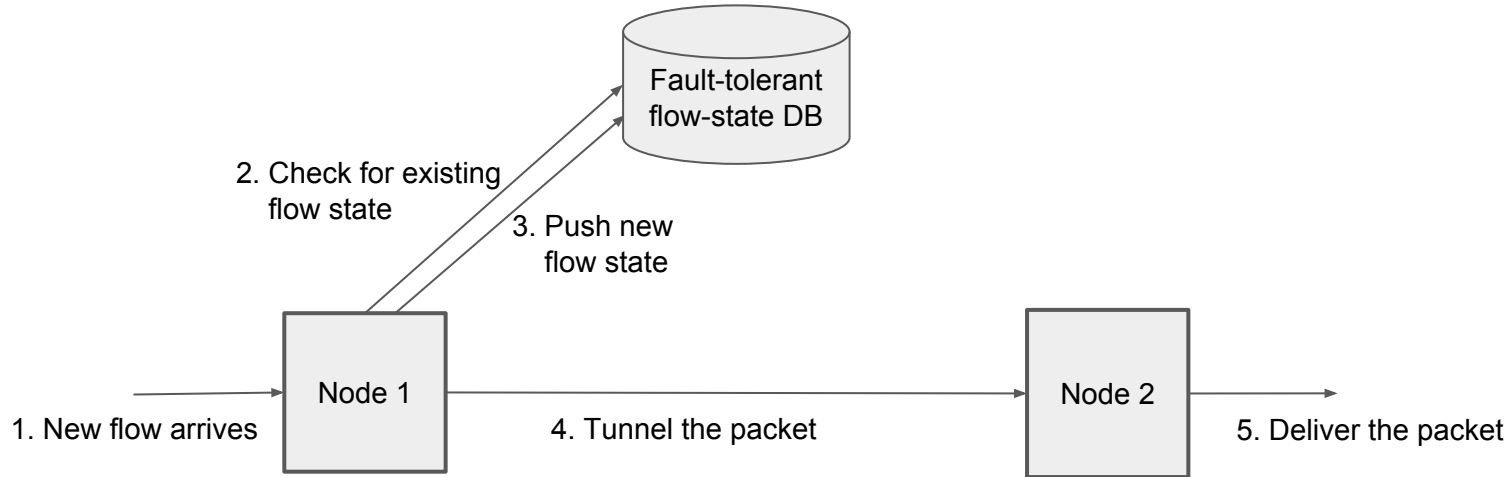 Fault-tolerant
flow-state DB
2. Check for existing
flow state
3. Push new
flow state
Node 1
Node 2
1. New flow arrives
4. Tunnel the packet
5. Deliver the packet